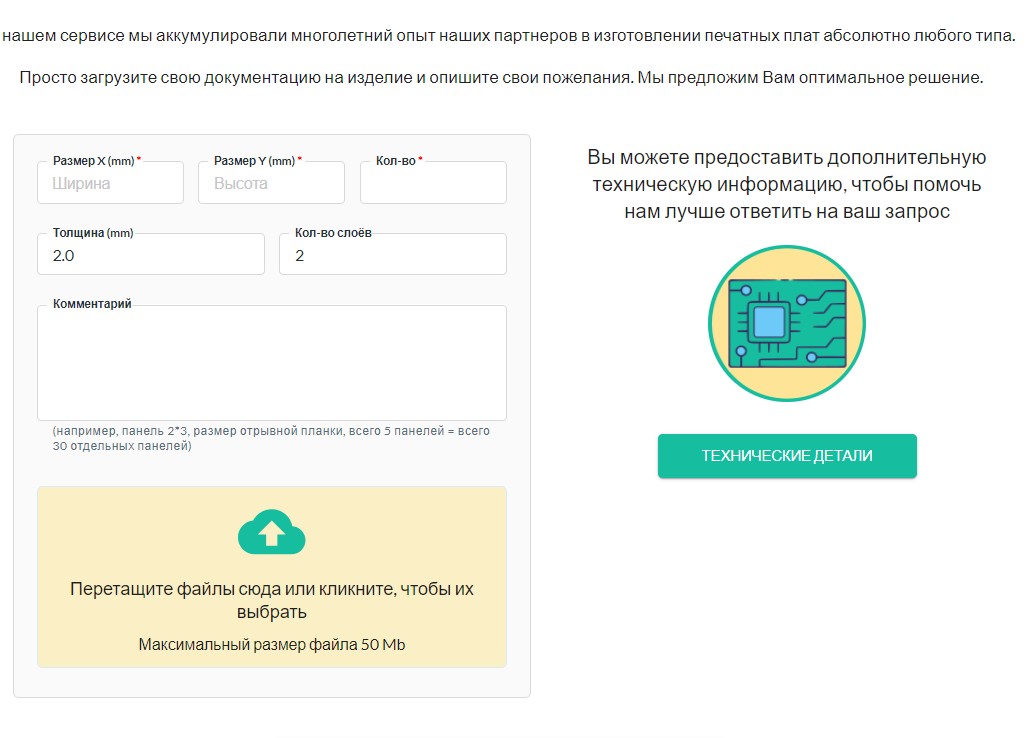 нашем сервисе мы аккумулировали многолетний опыт наших партнеров в изготовлении печатных плат абсолютно любого типа.
Просто загрузите свою документацию на изделие и опишите свои пожелания. Мы предложим Вам оптимальное решение.
Размер X (mm) *
Ширина
Размер Y (mm) *
Высота
Кол-во *
Толщина (mm)
2.0
Кол-во слоёв
2
Комментарий
(например, панель 2*3, размер отрывной планки, всего 5 панелей = всего
30 отдельных панелей)
Перетащите файлы сюда или кликните, чтобы их
выбрать
Максимальный размер файла 50 Mb
Вы можете предоставить дополнительную
техническую информацию, чтобы помочь
нам лучше ответить на ваш запрос
ТЕХНИЧЕСКИЕ ДЕТАЛИ